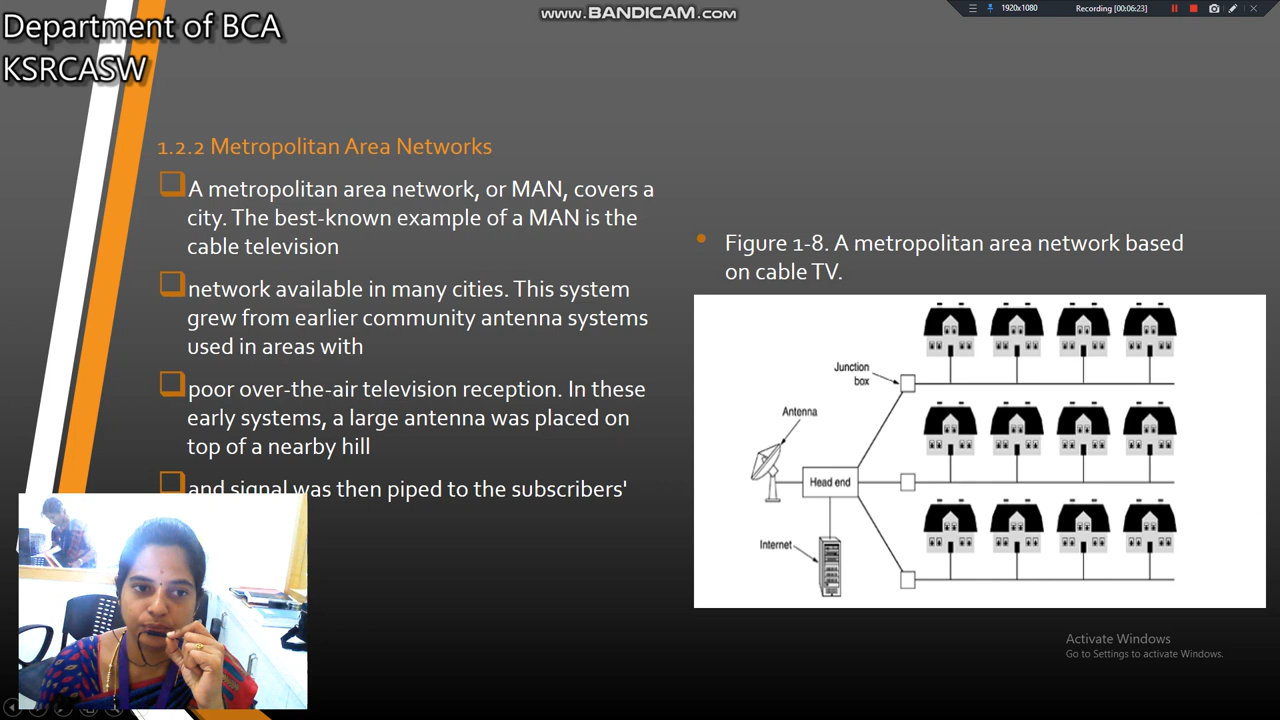 Department of BCA
KSRCASW
www.BANDICAM.com
1920x1080
Recording [00:06:23]
1.2.2 Metropolitan Area Networks
A metropolitan area network, or MAN, covers a
city. The best-known example of a MAN is the
cable television
network available in many cities. This system
grew from earlier community antenna systems
used in areas with
poor over-the-air television reception. In these
early systems, a large antenna was placed on
top of a nearby hill
and signal was then piped to the subscribers'
• Figure 1-8. A metropolitan area network based
on cable TV.
Junction
box
Antenna
Head end
Internet
Activate Windows
Go to Settings to activate Windows.